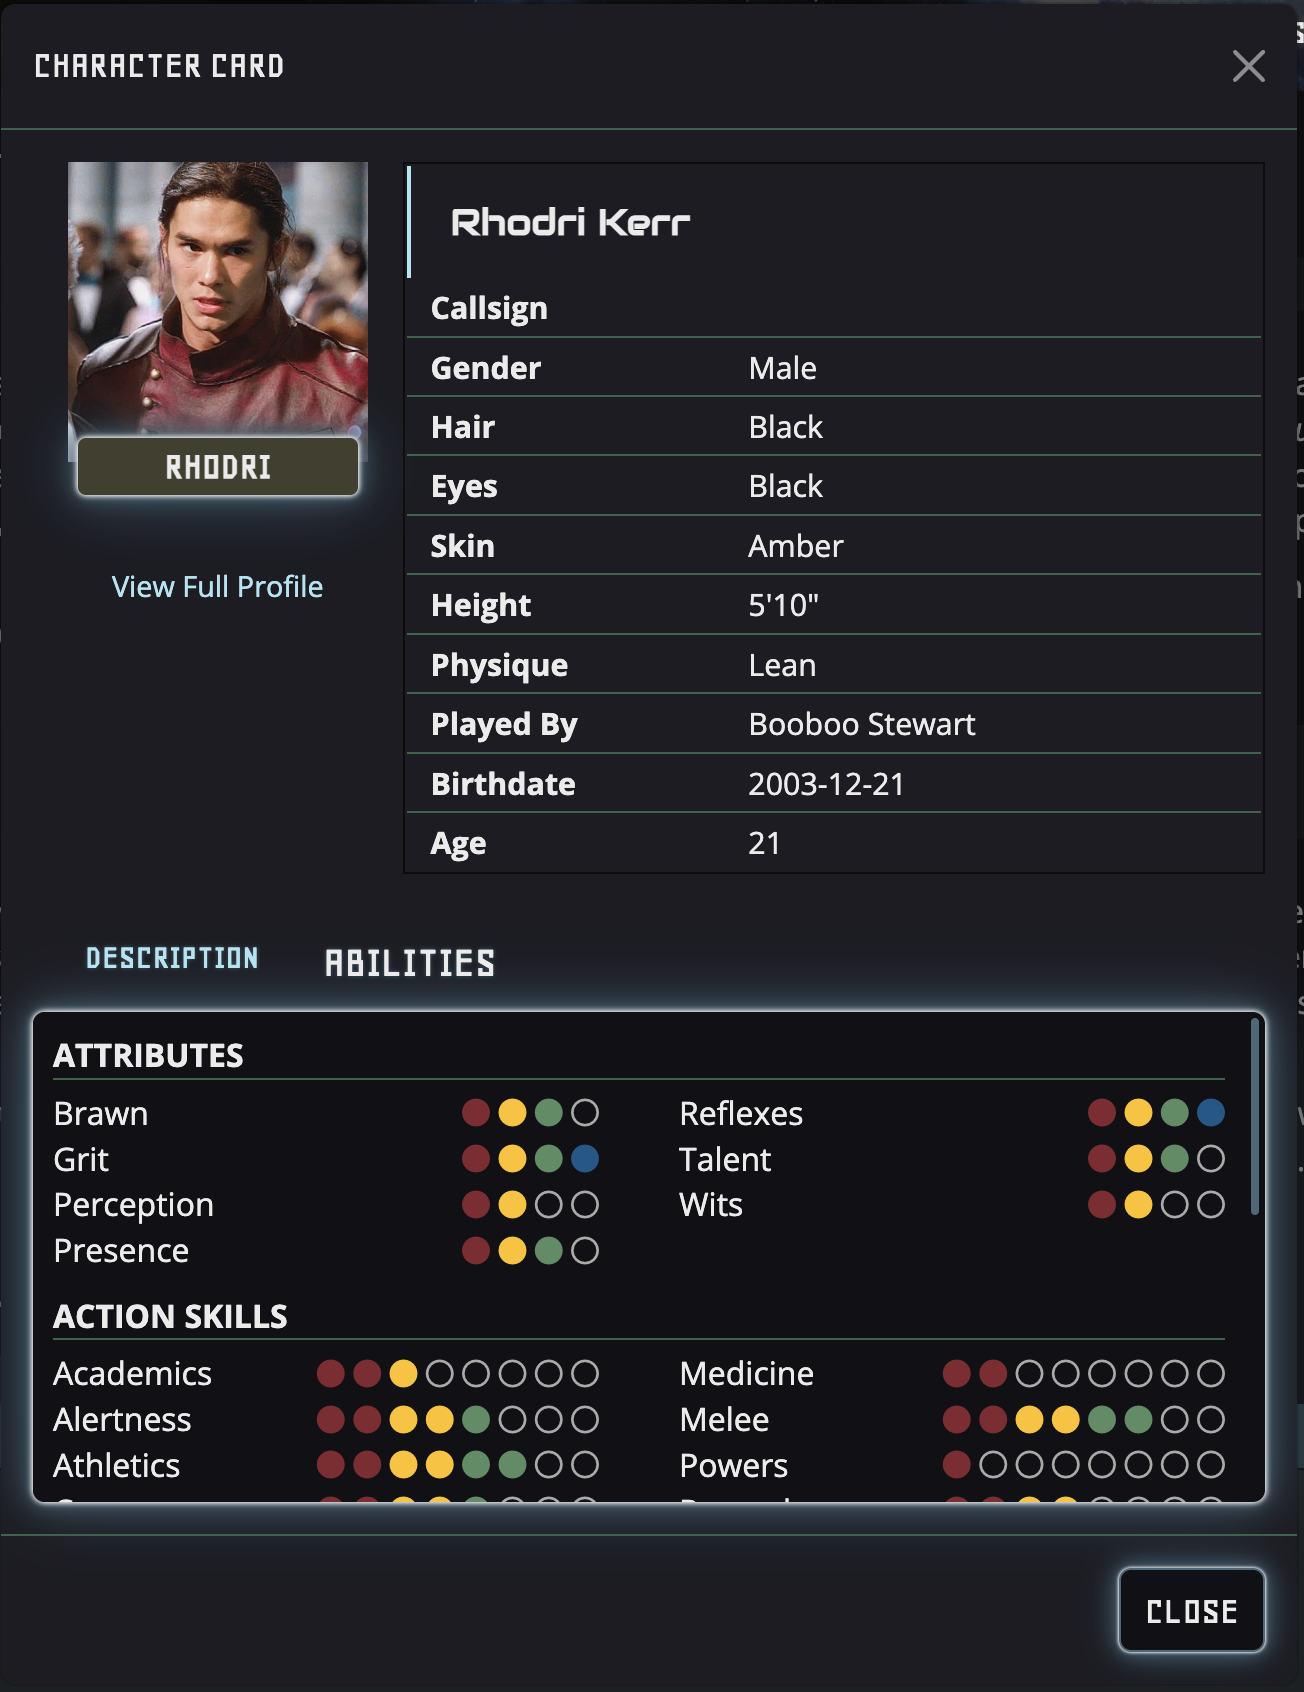 CHARACTER CARD
Rhodri Kerr
RHODRI
View Full Profile
Callsign
Gender Male
Hair Black
Eyes Black
Skin Amber
Height 5'10"
Physique Lean
Played By Booboo Stewart
Birthdate 2003-12-21
Age 21
DESCRIPTION ABILITIES
ATTRIBUTES
Brawn Reflexes
Grit Talent
Perception Wits
Presence
ACTION SKILLS
Academics Medicine
Alertness Melee
Athletics Powers
CLOSE